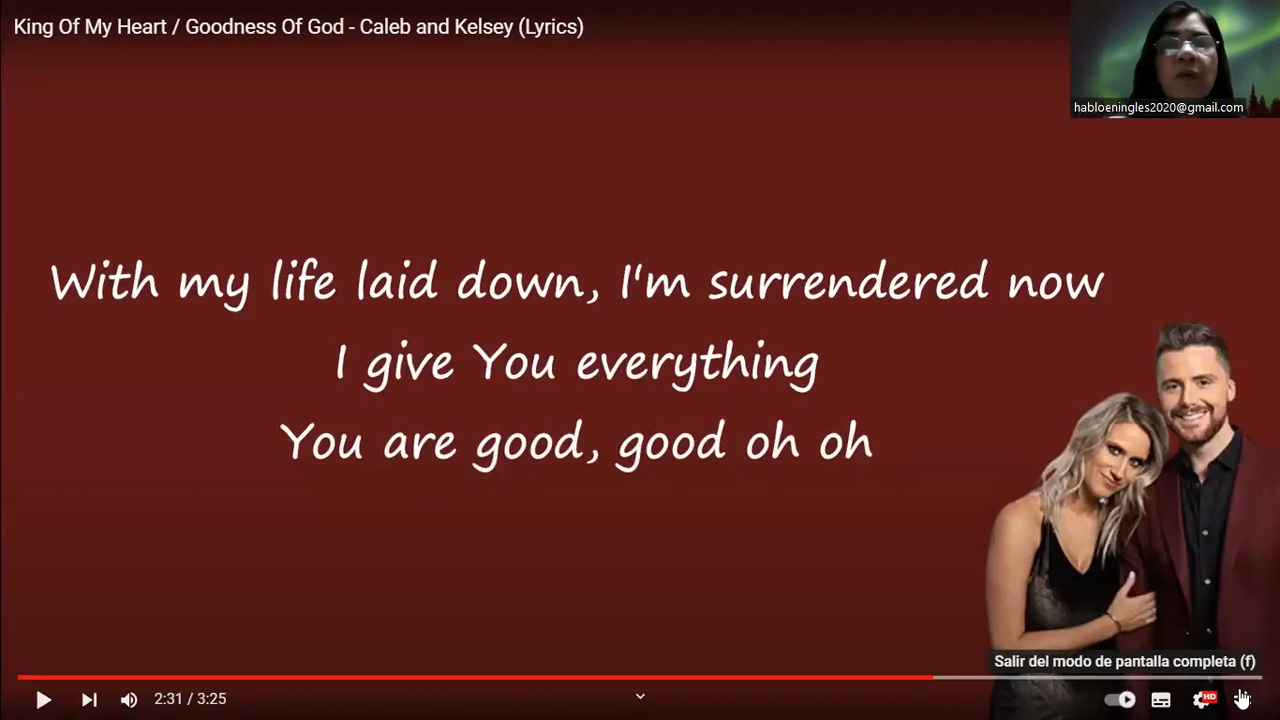 King Of My Heart / Goodness Of God - Caleb and Kelsey (Lyrics)
habloeningles2020@gmail.com
With my life laid down, I'm surrendered now
I give You everything
You are good, good oh oh
Salir del modo de pantalla completa (f)
2:31 / 3:25
HD